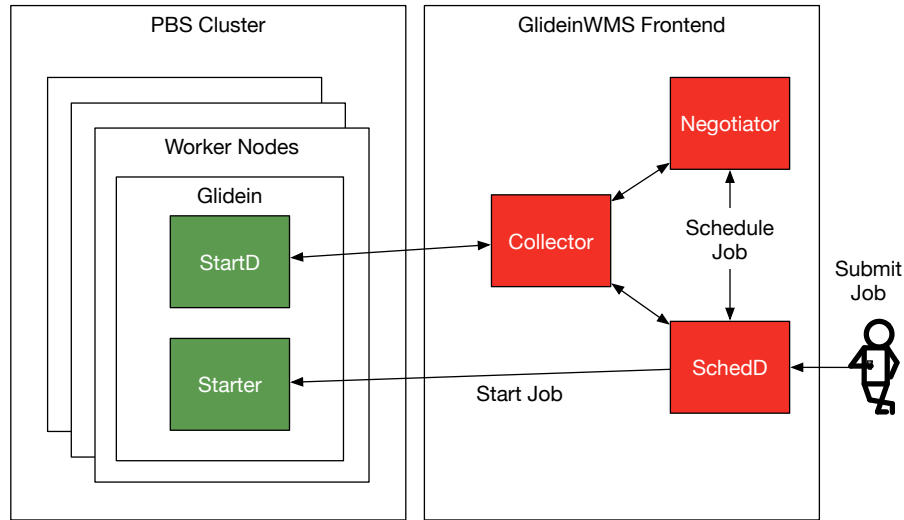 PBS Cluster
GlideinWMS Frontend
Worker Nodes
Glidein
StartD
Starter
Negotiator
Collector
Schedule
Job
SchedD
Start Job
Submit
Job